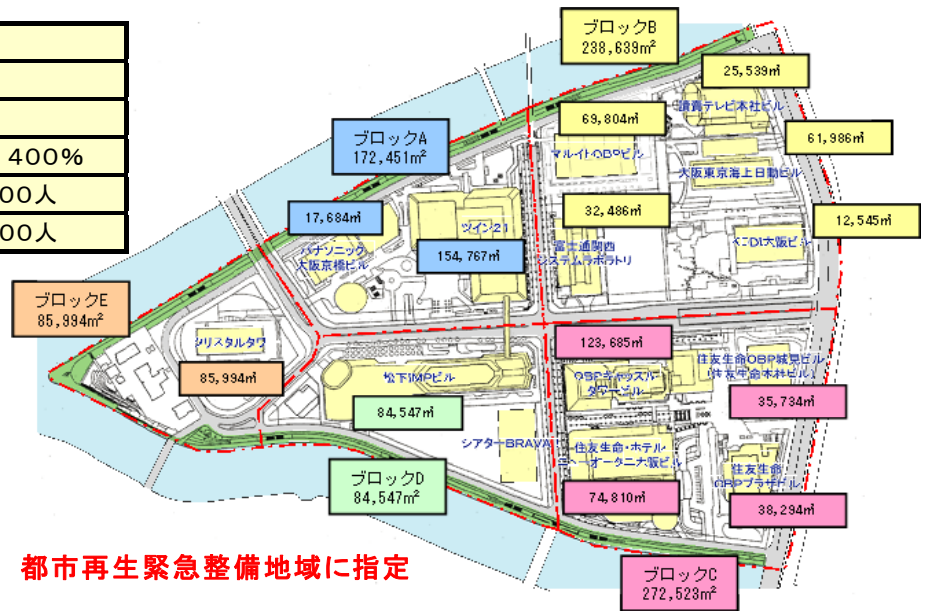 400%
00人
00人
ブロックB
238,639m²
25,539㎡
読賣テレビ本社ビル
69,804㎡
61,986㎡
ブロックA
172,451m²
マルイトOBPビル
大阪東京海上日動ビル
17,684㎡
32,486㎡
12,545㎡
ツイン21
パナソニック
大阪京橋ビル
154,767㎡
富士通関西
システムラボラトリ
KDDI大阪ビル
ブロックE
85,994m²
クリスタルタワ
123,685㎡
住友生命OBP城見ビル
(住友生命本社ビル)
85,994㎡
松下IMPビル
OBPキャッスル
タワービル
35,734㎡
84,547㎡
シアターBRAVA
住友生命・ホテル
ニューオータニ大阪ビル
住友生命
OBPプラザビル
ブロックD
84,547m²
74,810㎡
38,294㎡
都市再生緊急整備地域に指定
ブロックC
272,523m²